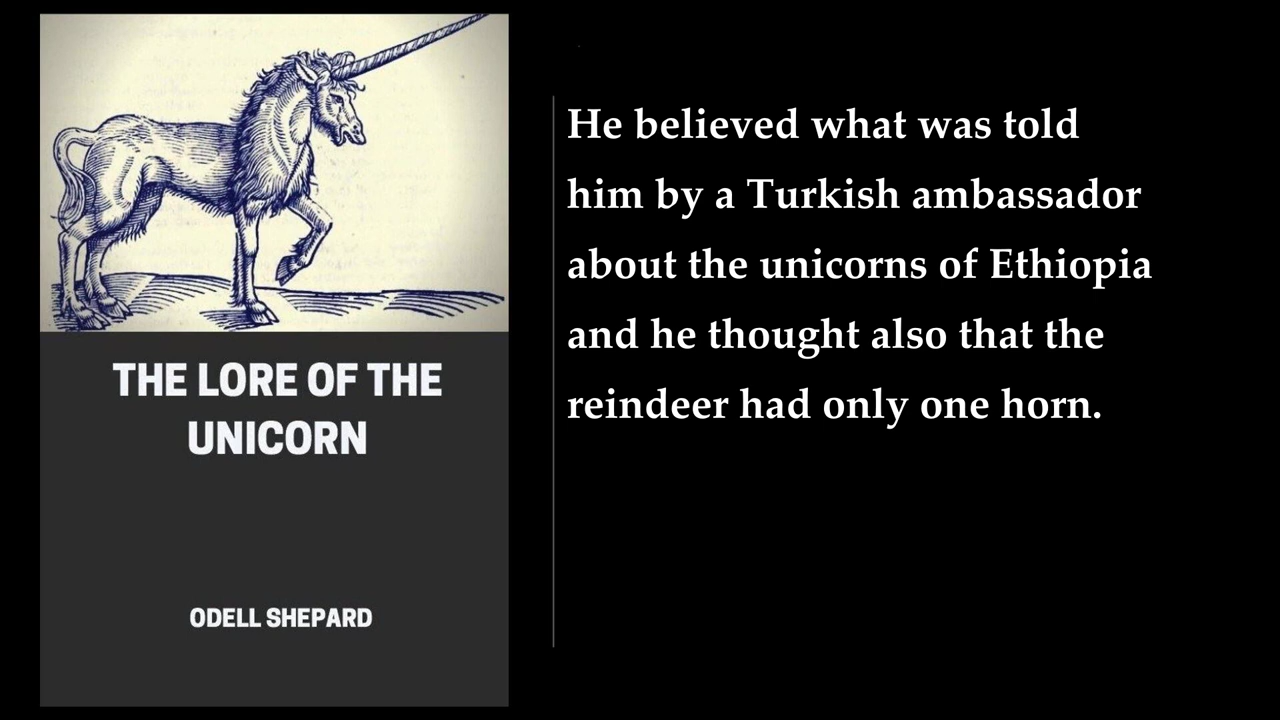 THE LORE OF THE
UNICORN
ODELL SHEPARD
He believed what was told
him by a Turkish ambassador
about the unicorns of Ethiopia
and he thought also that the
reindeer had only one horn.